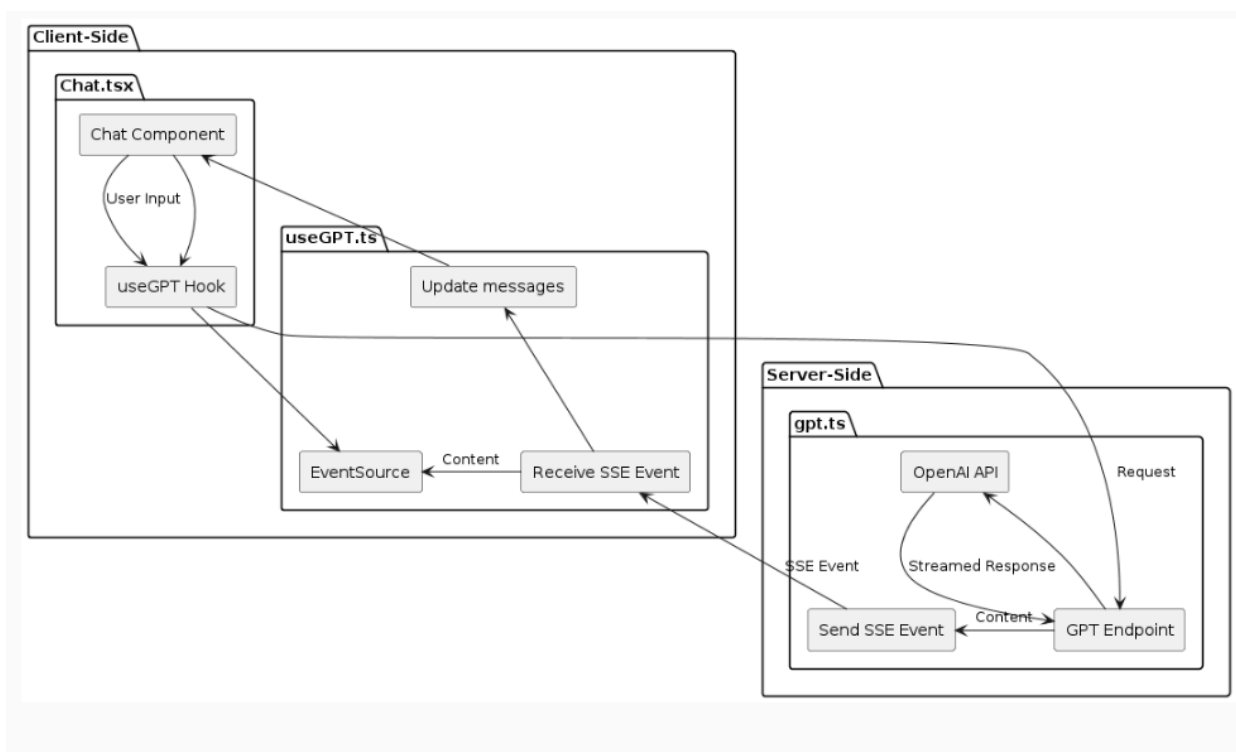 Client-Side
Chat.tsx
Chat Component
User Input
useGPT Hook
useGPT.ts
Update messages
EventSource
Content
Receive SSE Event
Server-Side
gpt.ts
OpenAI API
Request
SSE Event
Streamed Response
Send SSE Event
Content
GPT Endpoint